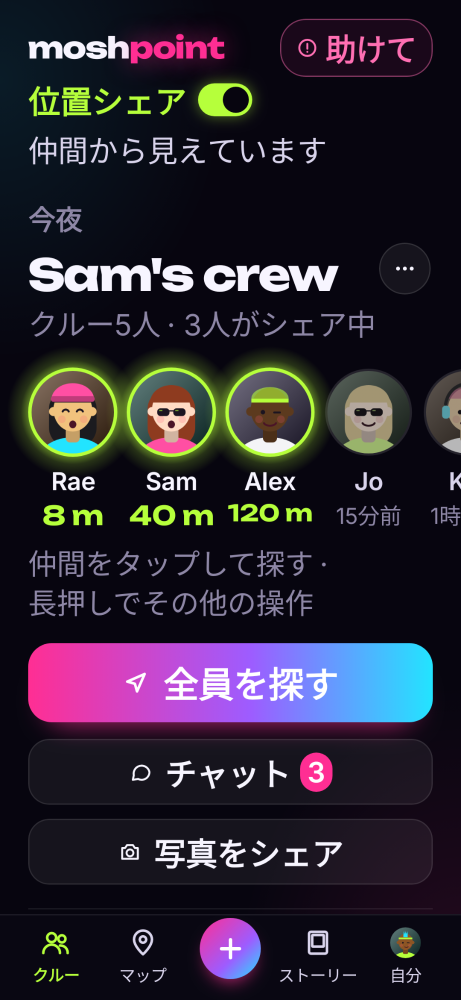 moshpoint
助けて
位置シェア
仲間から見えています
今夜
Sam's crew
クルー5人 · 3人がシェア中
Rae
Sam
Alex
Jo
8 m
40 m
120 m
15分前
1時
仲間をタップして探す ·
長押しでその他の操作
全員を探す
チャット 3
写真をシェア
クルー
マップ
ストーリー
自分